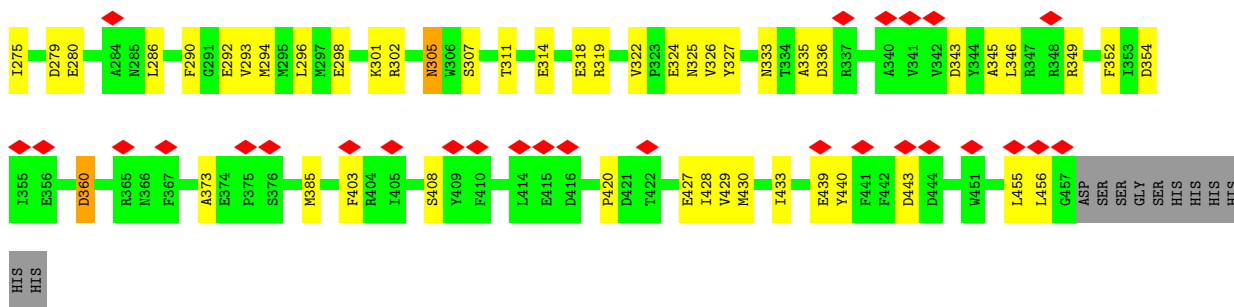 I275 D279 E280 A284 N285 L286 F290 G291 E292 V293 M294 M295 L296 M297 E298 K301 R302 N305 W306 S307 T311 E314 E318 R319 V322 P323 E324 N325 V326 Y327 N333 T334 A335 D336 R337 A340 V341 V342 D343 Y344 A345 L346 R347 R348 R349 F352 I353 D354
I355 E356 D360 R365 N366 F367 A373 E374 P375 S376 M385 F403 R404 I405 S408 Y409 F410 L414 E415 D416 P420 D421 T422 E427 I428 V429 M430 I433 E439 Y440 F441 F442 D443 D444 W451 L455 L456 G457 ASP SER SER GLY SER HIS HIS HIS HIS
HIS HIS